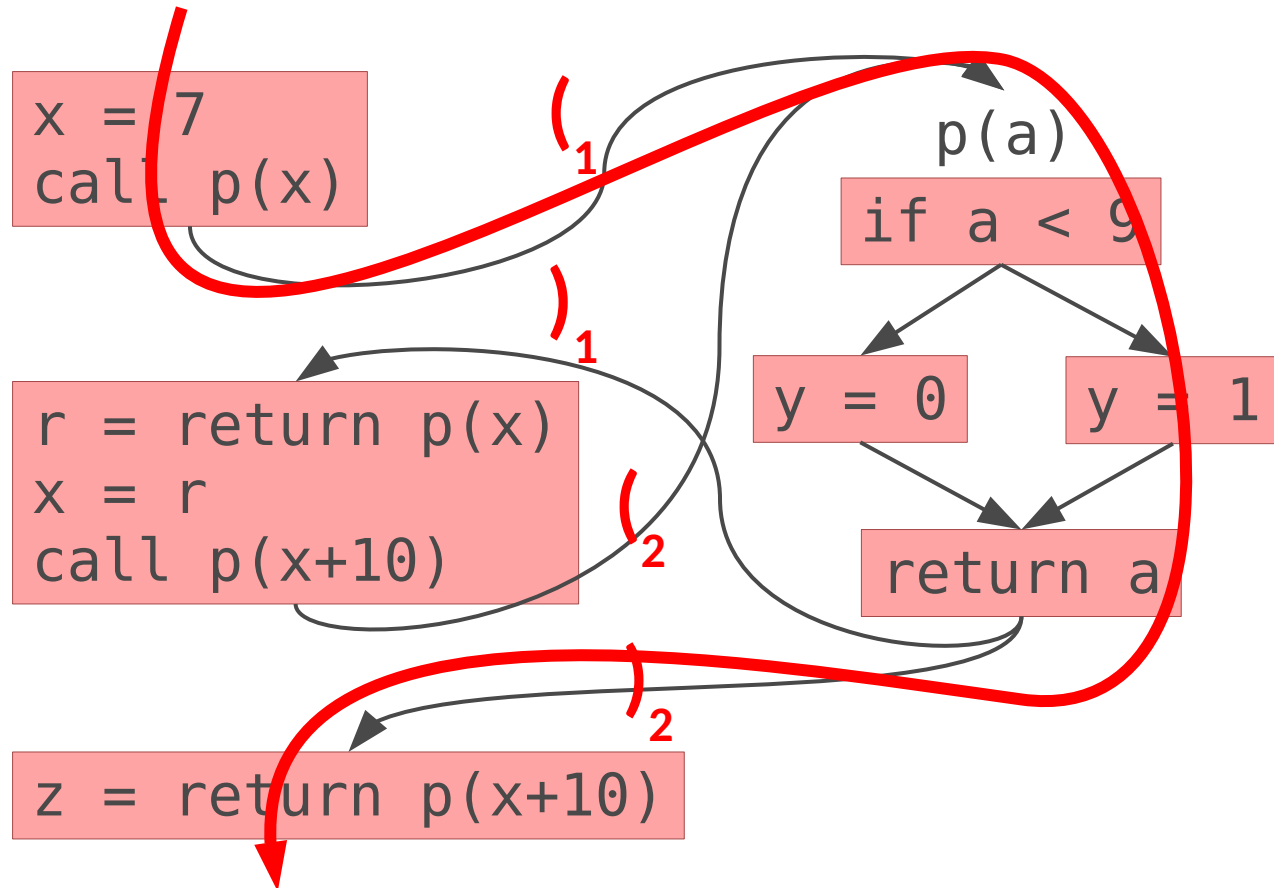 x = 7
call p(x)
(1
)1
r = return p(x)
x = r
call p(x+10)
(2
)2
z = return p(x+10)
p(a)
if a < 9
y = 0
y = 1
return a